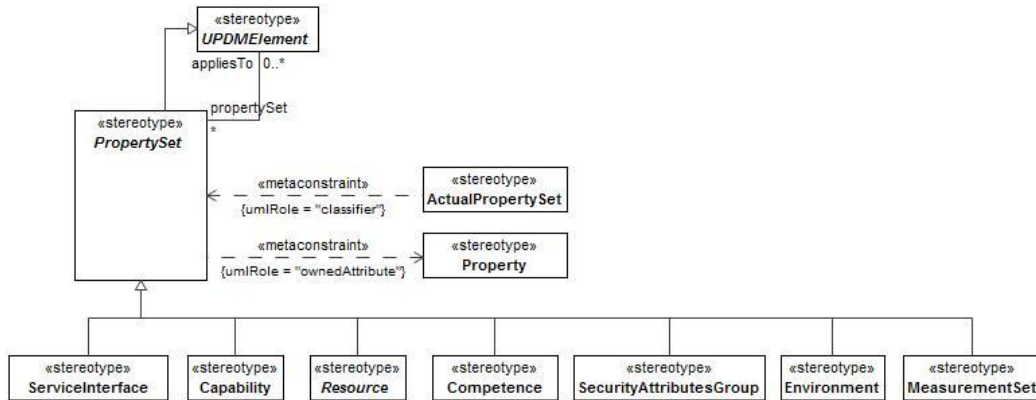 «stereotype»
UPDMElement
appliesTo 0..*
propertySet
*
«stereotype»
PropertySet
«metaconstraint»
{umlRole = "classifier"}
«stereotype»
ActualPropertySet
«metaconstraint»
{umlRole = "ownedAttribute"}
«stereotype»
Property
«stereotype»
ServiceInterface
«stereotype»
Capability
«stereotype»
Resource
«stereotype»
Competence
«stereotype»
SecurityAttributesGroup
«stereotype»
Environment
«stereotype»
MeasurementSet